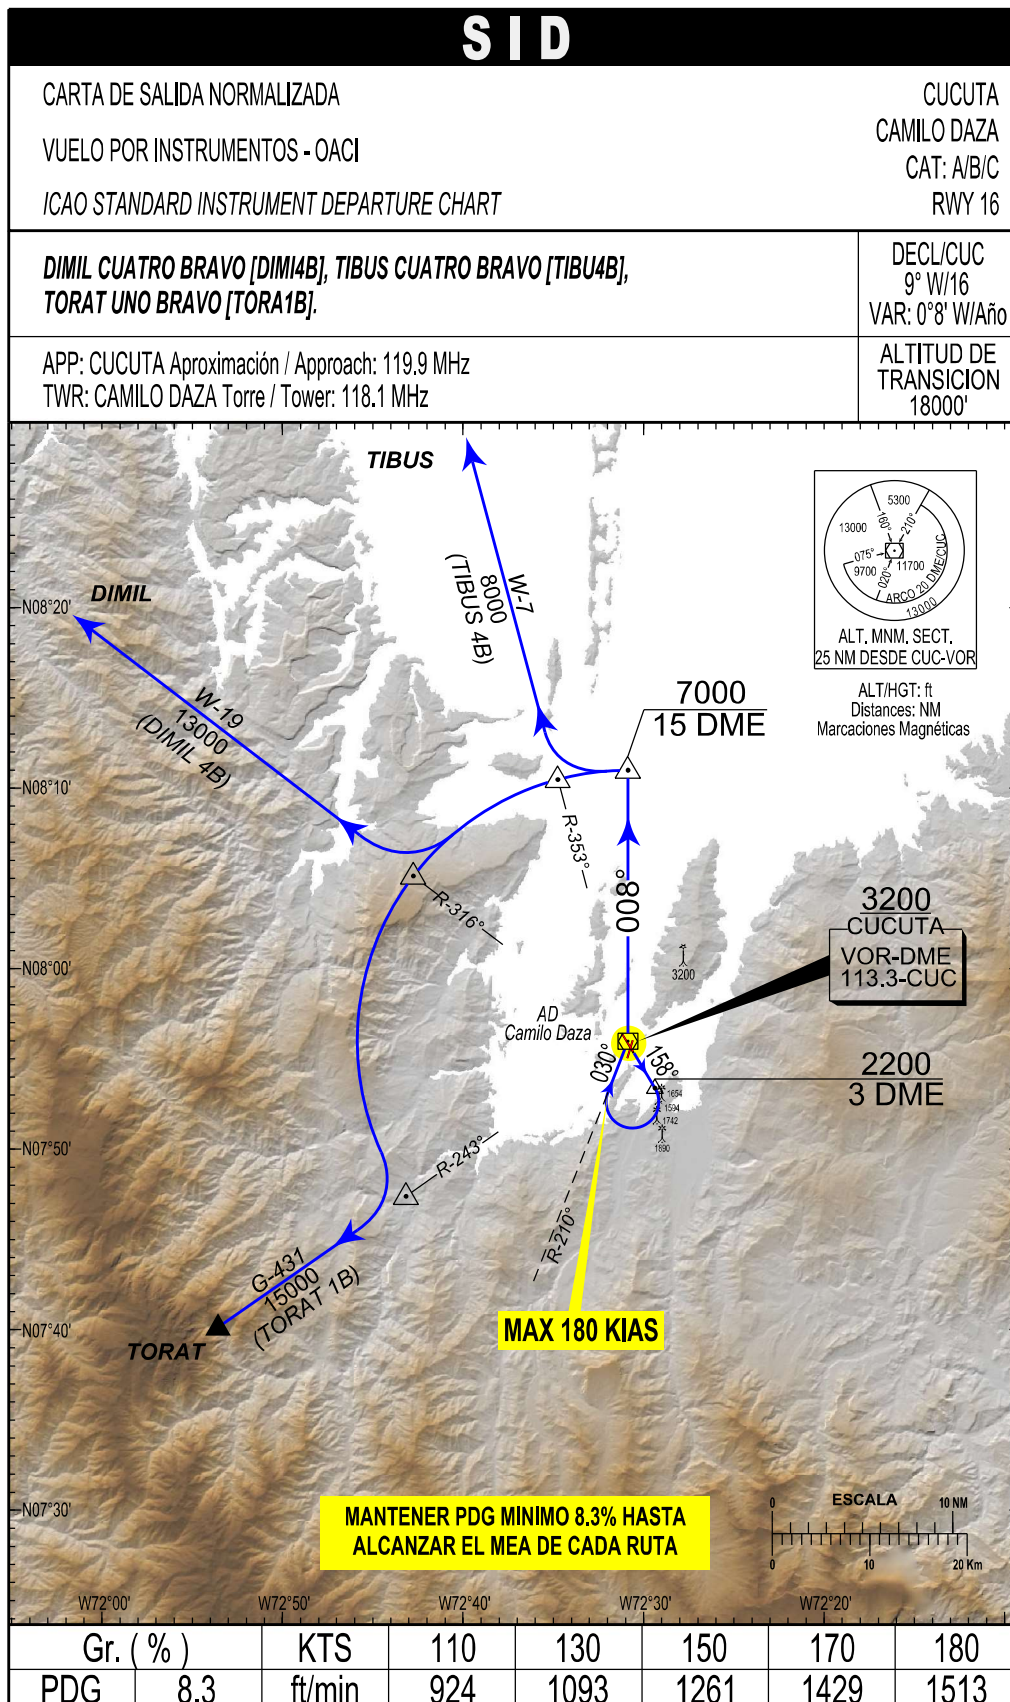 SID
CARTA DE SALIDA NORMALIZADA
VUELO POR INSTRUMENTOS - OACI
ICAO STANDARD INSTRUMENT DEPARTURE CHART
CUCUTA
CAMILO DAZA
CAT: A/B/C
RWY 16
DIMIL CUATRO BRAVO [DIMI4B], TIBUS CUATRO BRAVO [TIBU4B],
TORAT UNO BRAVO [TORA1B].
DECL/CUC
9° W/16
VAR: 0°8' W/Año
APP: CUCUTA Aproximación / Approach: 119.9 MHz
TWR: CAMILO DAZA Torre / Tower: 118.1 MHz
ALTITUD DE
TRANSICION
18000'
TIBUS
W-7
8000
(TIBUS 4B)
5300
13000
160°
210°
075°
9700
11700
020°
ARCO 20 DME/CUC
13000
ALT. MNM. SECT.
25 NM DESDE CUC-VOR
ALT/HGT: ft
Distances: NM
Marcaciones Magnéticas
DIMIL
N08°20'
W-19
13000
(DIMIL 4B)
7000
15 DME
N08°10'
R-353°
R-316°
008°
3200
CUCUTA
VOR-DME
113.3-CUC
3200
N08°00'
AD
Camilo Daza
030°
158°
2200
3 DME
1654
1594
1742
1890
N07°50'
R-243°
R-210°
G-431
15000
(TORAT 1B)
TORAT
N07°40'
MAX 180 KIAS
N07°30'
MANTENER PDG MINIMO 8.3% HASTA
ALCANZAR EL MEA DE CADA RUTA
ESCALA
0 10 NM
0 10 20 Km
W72°00' W72°50' W72°40' W72°30' W72°20'
Gr. ( % ) KTS 110 130 150 170 180
PDG 8.3 ft/min 924 1093 1261 1429 1513